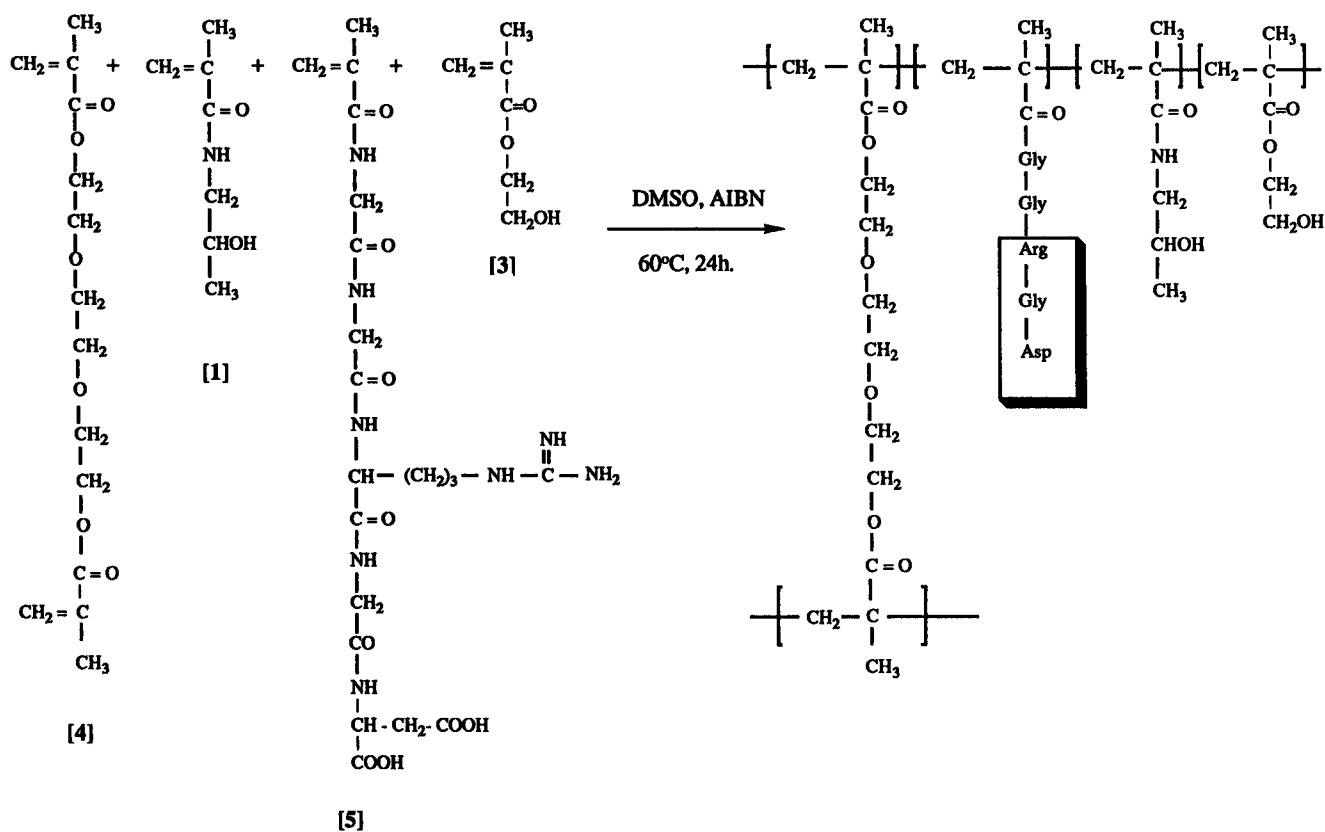 CH3 CH3 CH3 CH3
CH2=C + CH2=C + CH2=C + CH2=C
C=O C=O C=O C=O
O NH NH O
CH2 CH2 CH2 CH2
CH2 CHOH C=O CH2OH
O CH3 NH [3]
CH2 [1] CH2
CH2 C=O
O NH
CH2 CH-(CH2)3-NH-C-NH2
NH
CH2 C=O
O NH
C=O CH2
CH2=C CO
CH3 NH
[4] CH-CH2-COOH
COOH
[5]
DMSO, AIBN
60°C, 24h.
CH3 CH3 CH3 CH3
CH2-C CH2-C CH2-C CH2-C
C=O C=O C=O C=O
O Gly NH O
CH2 Gly CH2 CH2
CH2 Arg CHOH CH2OH
O Gly CH3
CH2 Asp
CH2
O
CH2
CH2
O
C=O
CH2-C
CH3